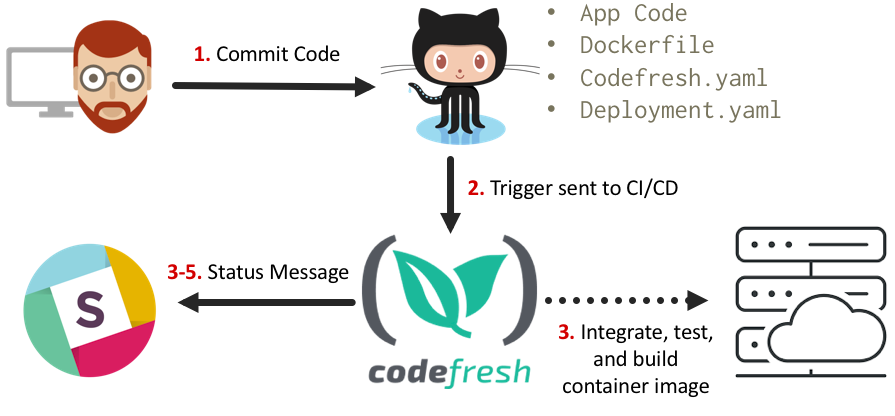 1. Commit Code
• App Code
• Dockerfile
• Codefresh.yaml
• Deployment.yaml
2. Trigger sent to CI/CD
3-5. Status Message
S
codefresh
3. Integrate, test,
and build
container image